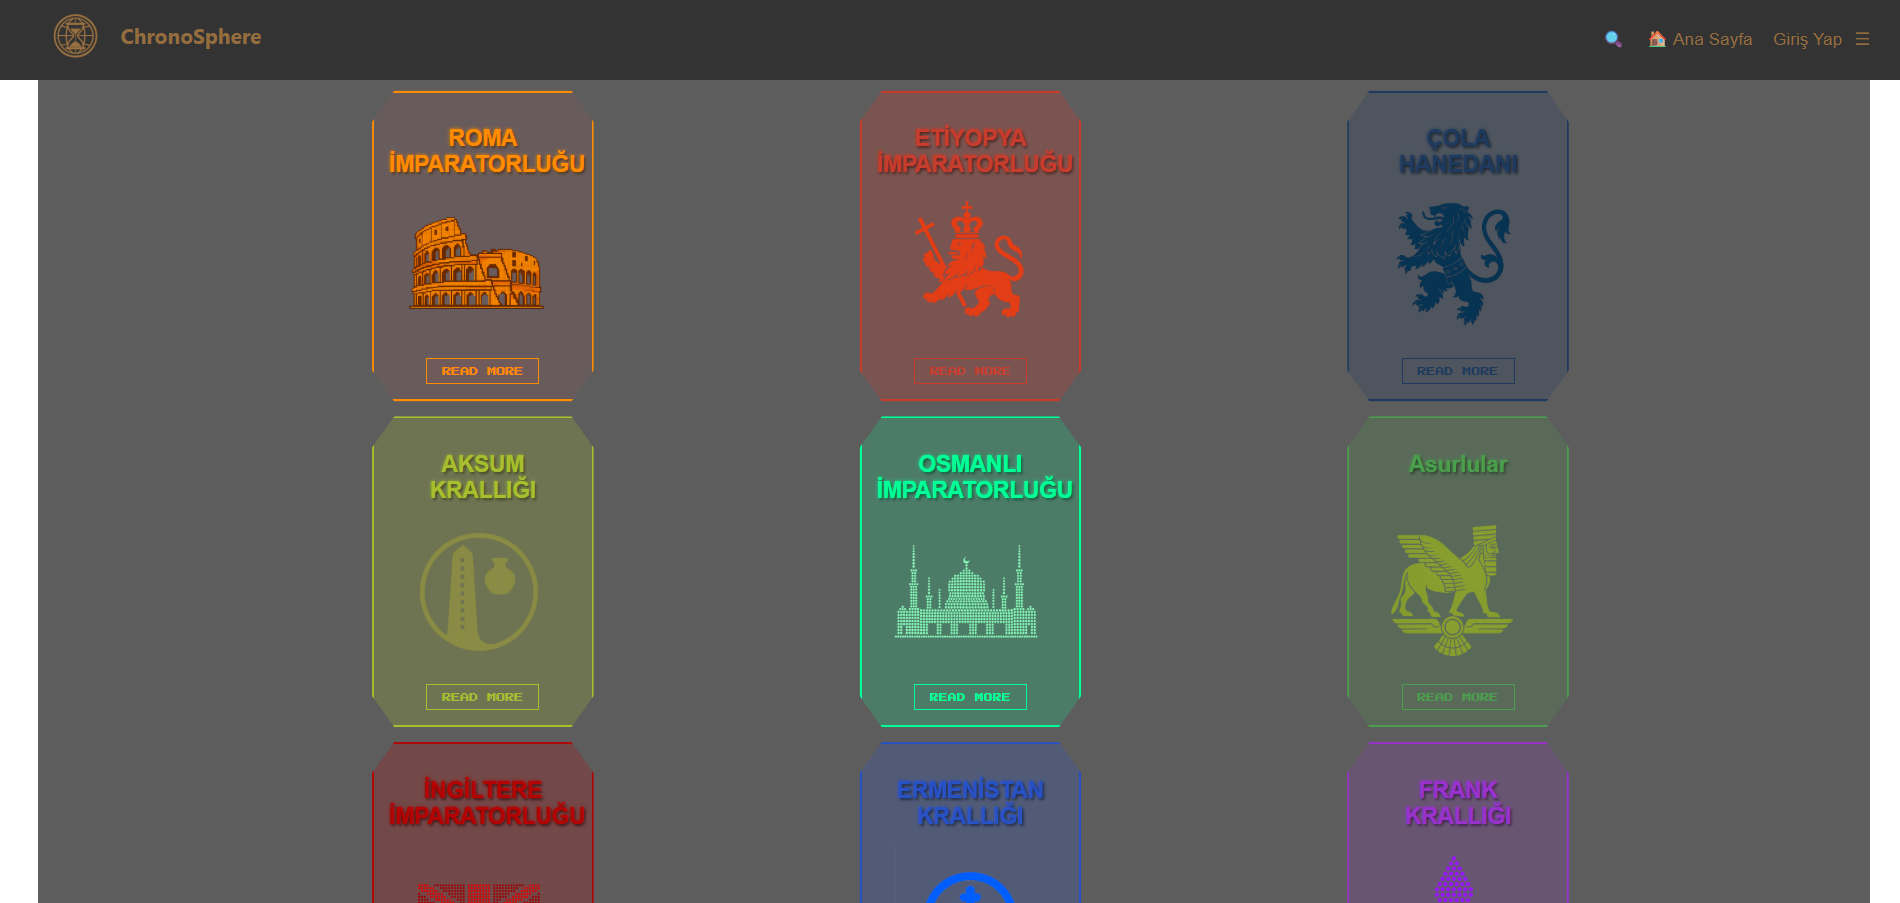 ChronoSphere
Ana Sayfa
Giriş Yap
ROMA
İMPARATORLUĞU
READ MORE
ETİYOPYA
İMPARATORLUĞU
READ MORE
ÇOLA
HANEDANI
READ MORE
AKSUM
KRALLIĞI
READ MORE
OSMANLI
İMPARATORLUĞU
READ MORE
Asurlular
READ MORE
İNGİLTERE
İMPARATORLUĞU
ERMENİSTAN
KRALLIĞI
FRANK
KRALLIĞI